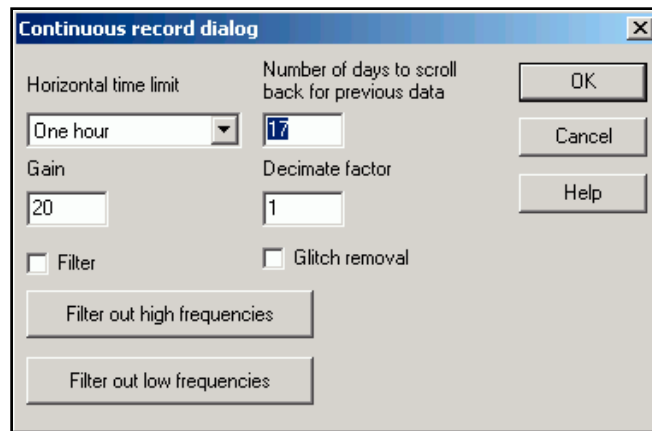 Continuous record dialog
Horizontal time limit
One hour
Number of days to scroll
back for previous data
17
OK
Cancel
Help
Gain
20
Decimate factor
1
Filter
Glitch removal
Filter out high frequencies
Filter out low frequencies